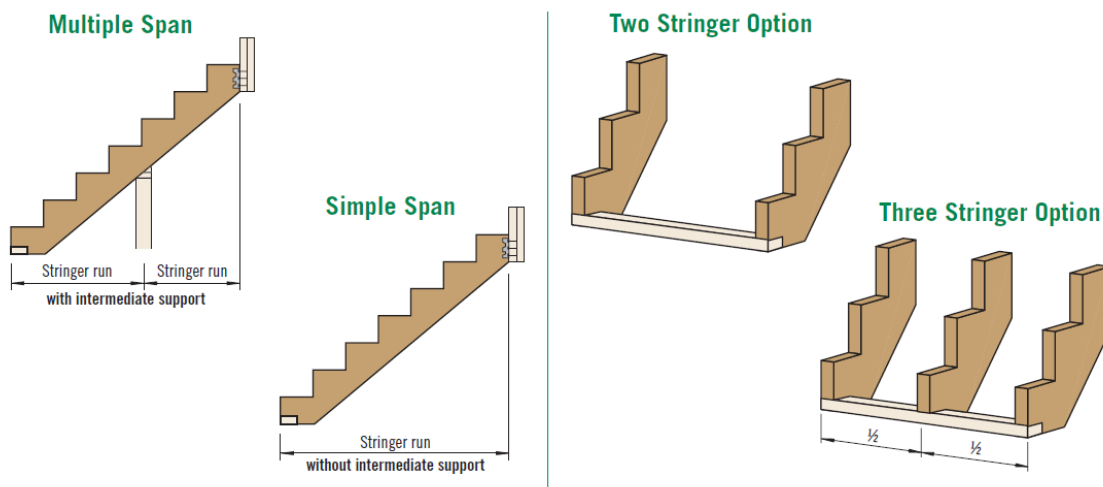 Multiple Span
Stringer run
Stringer run
with intermediate support
Simple Span
Stringer run
without intermediate support
Two Stringer Option
Three Stringer Option
½
½